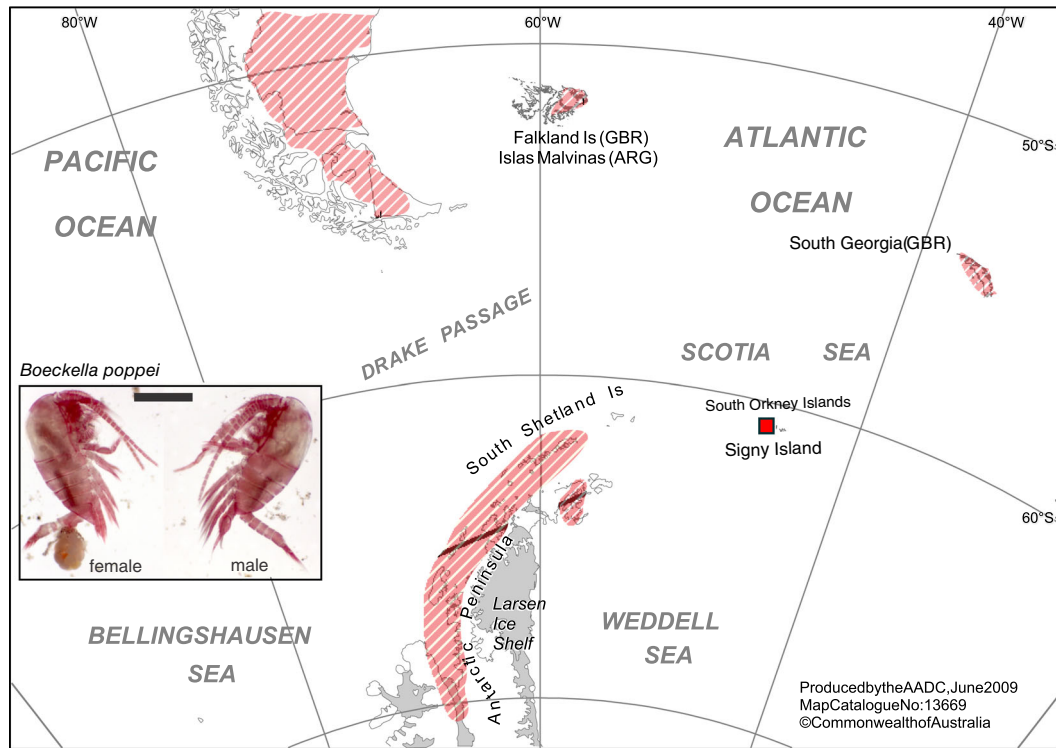 80°W
60°W
40°W
Falkland Is (GBR)
Islas Malvinas (ARG)
ATLANTIC
OCEAN
PACIFIC
OCEAN
50°S
South Georgia(GBR)
DRAKE PASSAGE
SCOTIA SEA
Boeckella poppei
female
male
South Shetland Is
South Orkney Islands
Signy Island
60°S
Antarctic Peninsula
Larsen
Ice
Shelf
WEDDELL
SEA
BELLINGSHAUSEN
SEA
ProducedbytheAADC,June2009
MapCatalogueNo:13669
©CommonwealthofAustralia